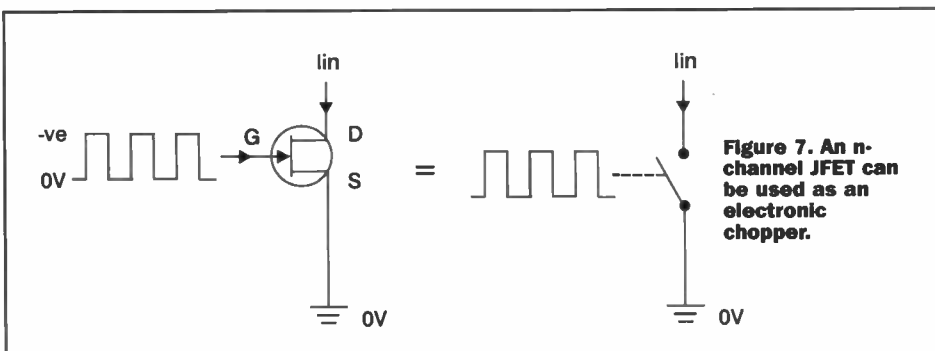 Iin
Iin
-ve
G
D
0V
S
=
0V
0V
Figure 7. An n-
channel JFET can
be used as an
electronic
chopper.